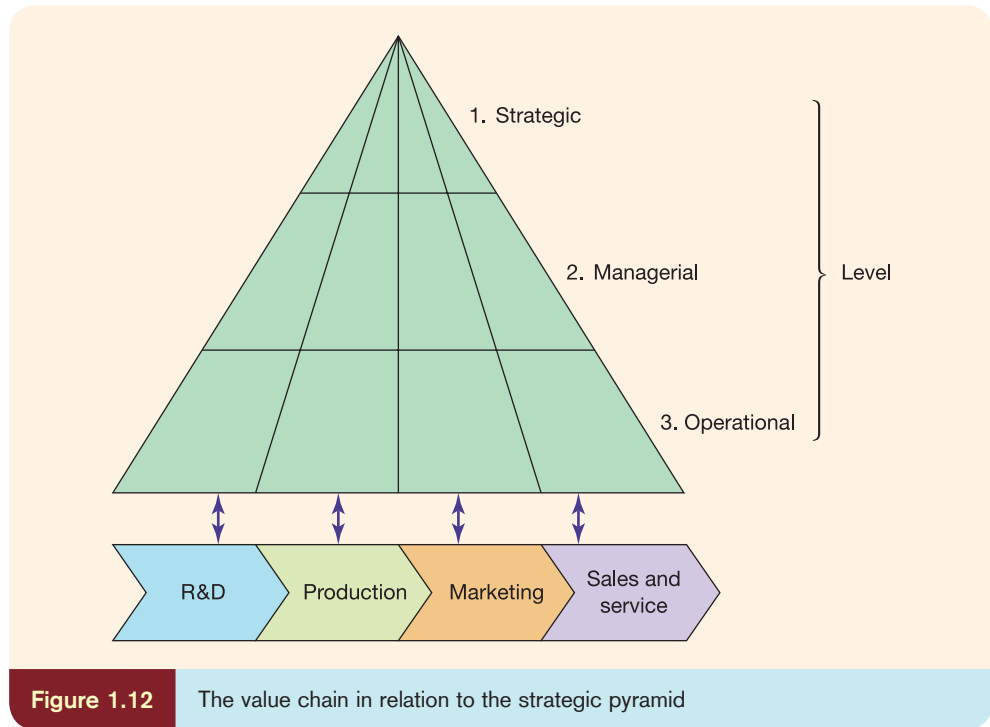 1. Strategic
2. Managerial
Level
3. Operational
R&D
Production
Marketing
Sales and
service
Figure 1.12
The value chain in relation to the strategic pyramid